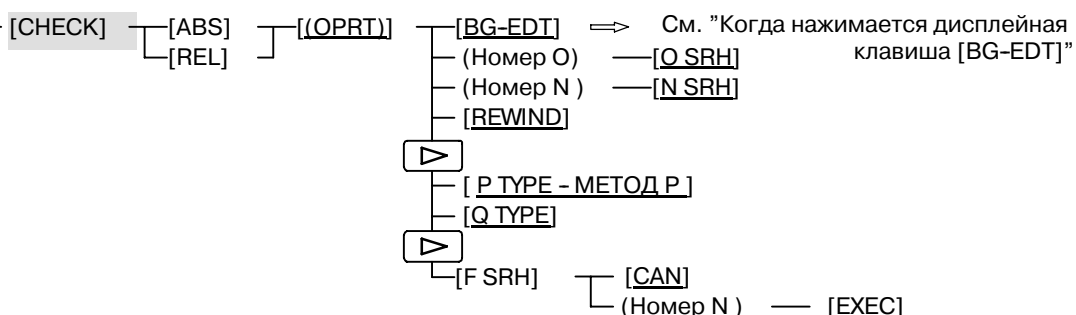 [CHECK] [ABS] [(OPRT)] [BG-EDT] См. "Когда нажимается дисплейная
[REL] (Номер O) [O SRH] клавиша [BG-EDT]"
(Номер N ) [N SRH]
[REWIND]
[ P TYPE - МЕТОД P ]
[Q TYPE]
[F SRH] [CAN]
(Номер N ) [EXEC]